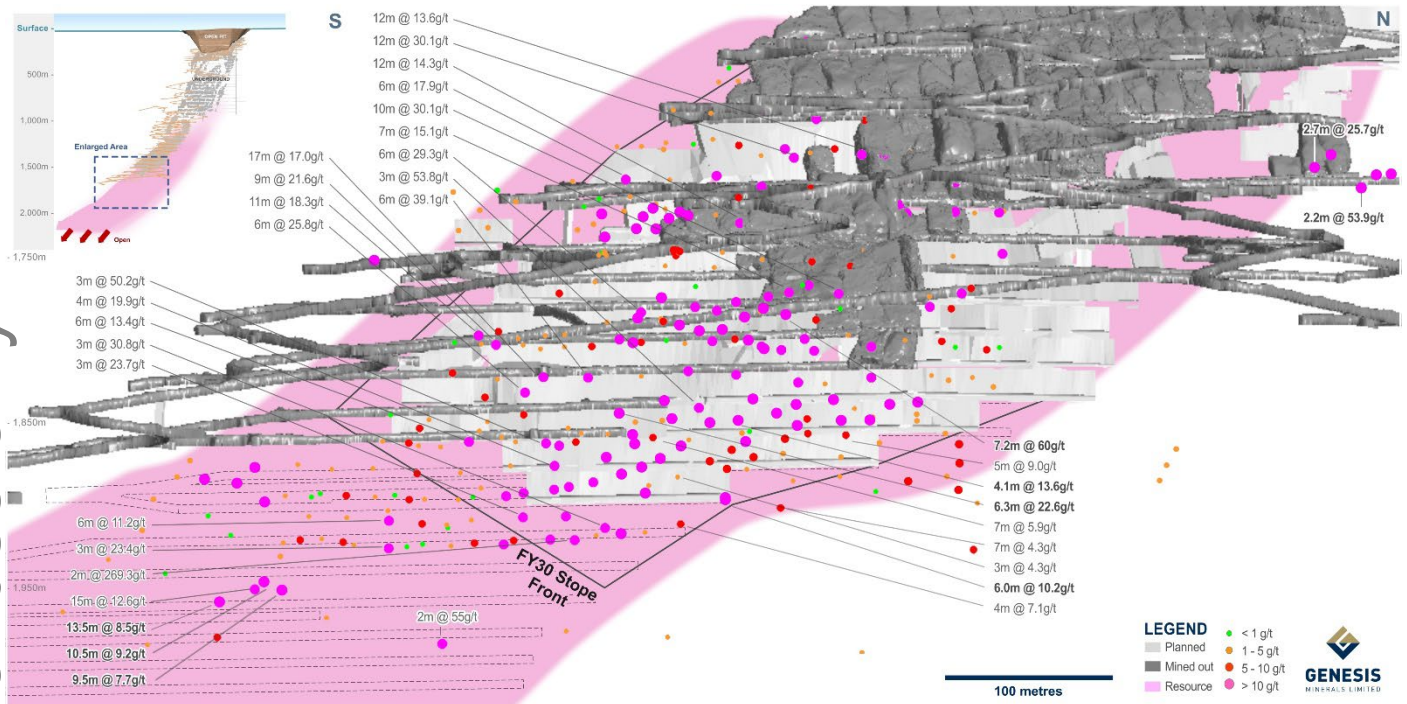 S
N
Surface -
OPEN PIT
UNDERGROUND
500m -
1,000m -
Enlarged Area
1,500m -
2,000m -
Open
- 1,750m
- 1,850m
- 1,950m
12m @ 13.6g/t
12m @ 30.1g/t
12m @ 14.3g/t
6m @ 17.9g/t
10m @ 30.1g/t
7m @ 15.1g/t
6m @ 29.3g/t
3m @ 53.8g/t
6m @ 39.1g/t
17m @ 17.0g/t
9m @ 21.6g/t
11m @ 18.3g/t
6m @ 25.8g/t
3m @ 50.2g/t
4m @ 19.9g/t
6m @ 13.4g/t
3m @ 30.8g/t
3m @ 23.7g/t
6m @ 11.2g/t
3m @ 23.4g/t
2m @ 269.3g/t
15m @ 12.6g/t
13.5m @ 8.5g/t
10.5m @ 9.2g/t
9.5m @ 7.7g/t
2m @ 55g/t
FY30 Stope
Front
2.7m @ 25.7g/t
2.2m @ 53.9g/t
7.2m @ 60g/t
5m @ 9.0g/t
4.1m @ 13.6g/t
6.3m @ 22.6g/t
7m @ 5.9g/t
7m @ 4.3g/t
3m @ 4.3g/t
6.0m @ 10.2g/t
4m @ 7.1g/t
100 metres
LEGEND
Planned
Mined out
Resource
< 1 g/t
1 - 5 g/t
5 - 10 g/t
> 10 g/t
GENESIS
MINERALS LIMITED